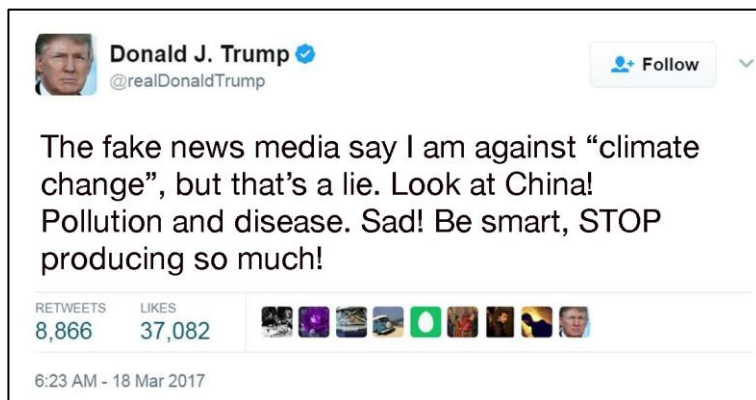 Donald J. Trump
@realDonaldTrump
Follow
The fake news media say I am against “climate
change”, but that’s a lie. Look at China!
Pollution and disease. Sad! Be smart, STOP
producing so much!
RETWEETS LIKES
8,866 37,082
6:23 AM - 18 Mar 2017